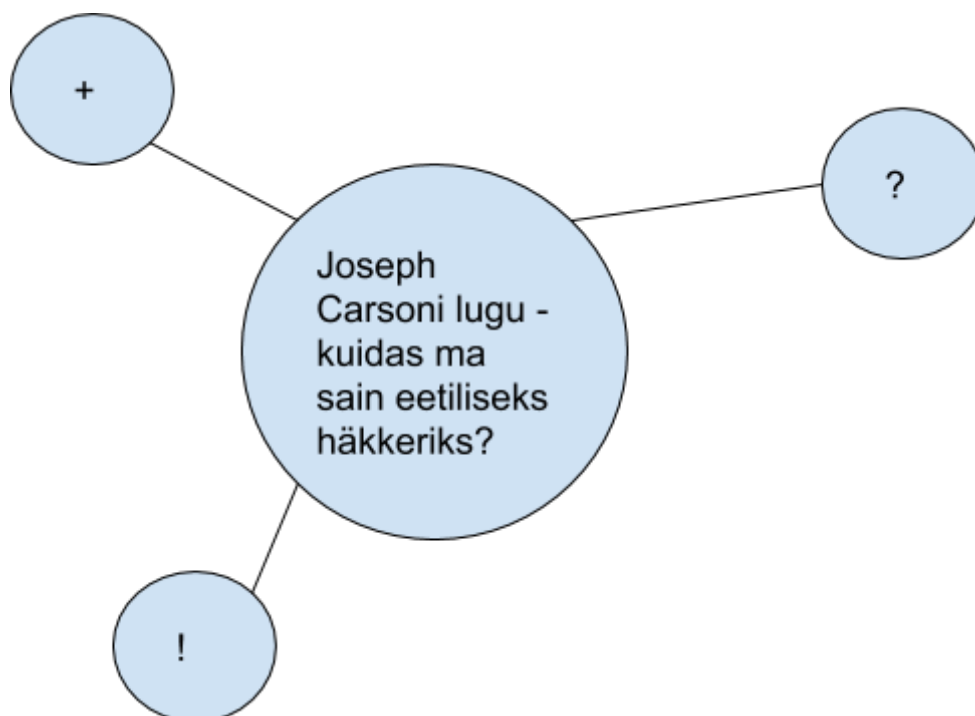 +
?
Joseph
Carsoni lugu -
kuidas ma
sain eetiliseks
häkkeriks?
!